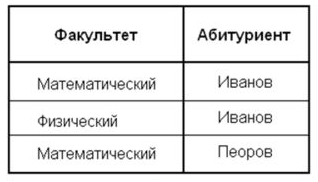 Факультет Абитуриент
Математический Иванов
Физический Иванов
Математический Пеоров